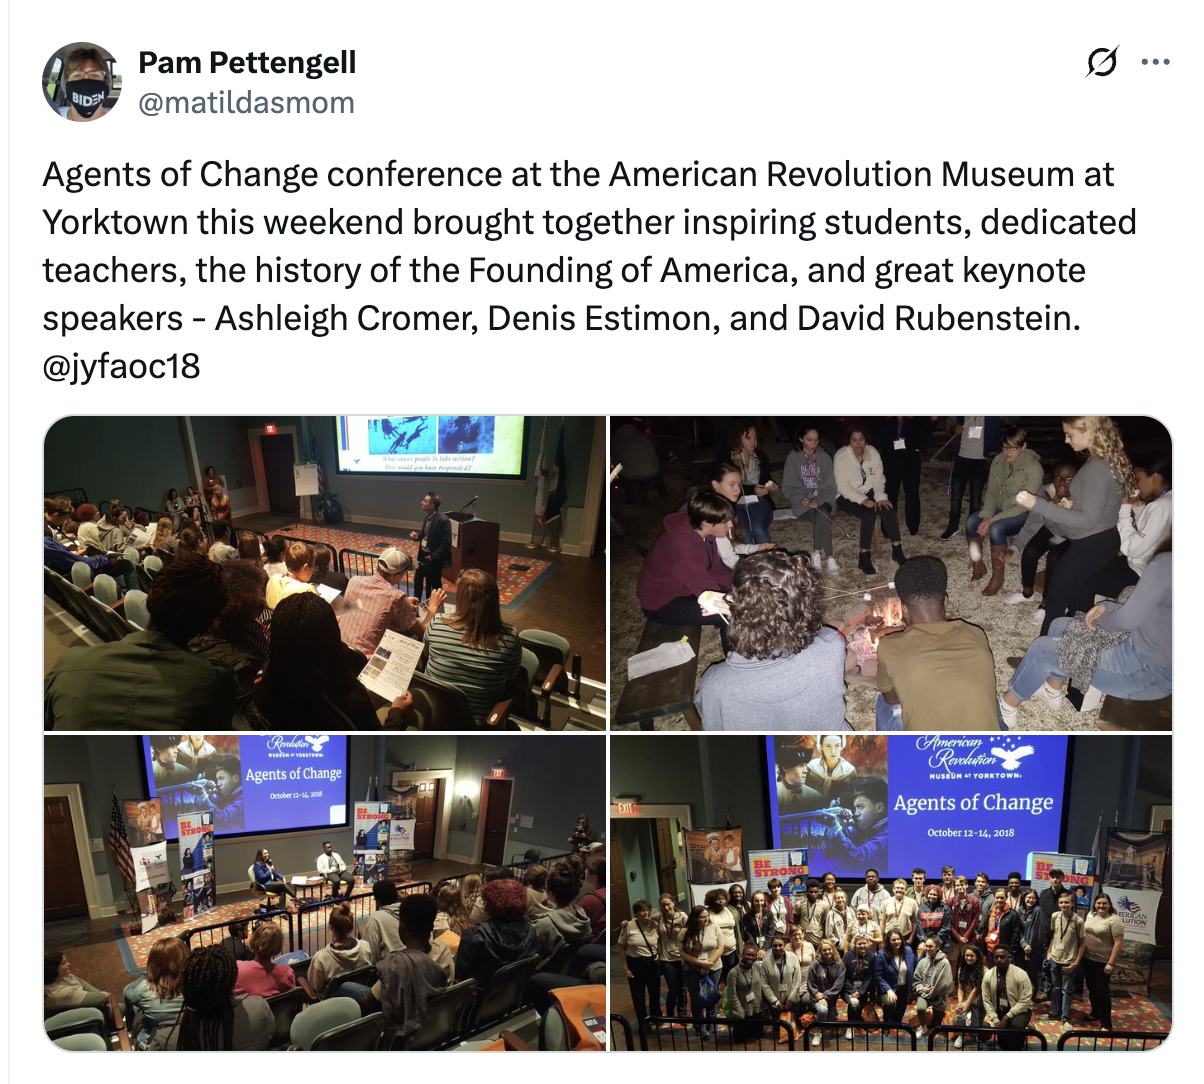 Pam Pettengell
BIDEN
@matildasmom
Agents of Change conference at the American Revolution Museum at
Yorktown this weekend brought together inspiring students, dedicated
teachers, the history of the Founding of America, and great keynote
speakers - Ashleigh Cromer, Denis Estimon, and David Rubenstein.
@jyfaoc18
What causes people to take action?
How would you have responded?
Revolution
MUSEUM AT YORKTOWN
Agents of Change
October 12-14, 2018
EXIT
BE
STRONG
BE
STRONG
American
Revolution
MUSEUM AT YORKTOWN
Agents of Change
October 12-14, 2018
EXIT
BE
STRONG
BE
STRONG